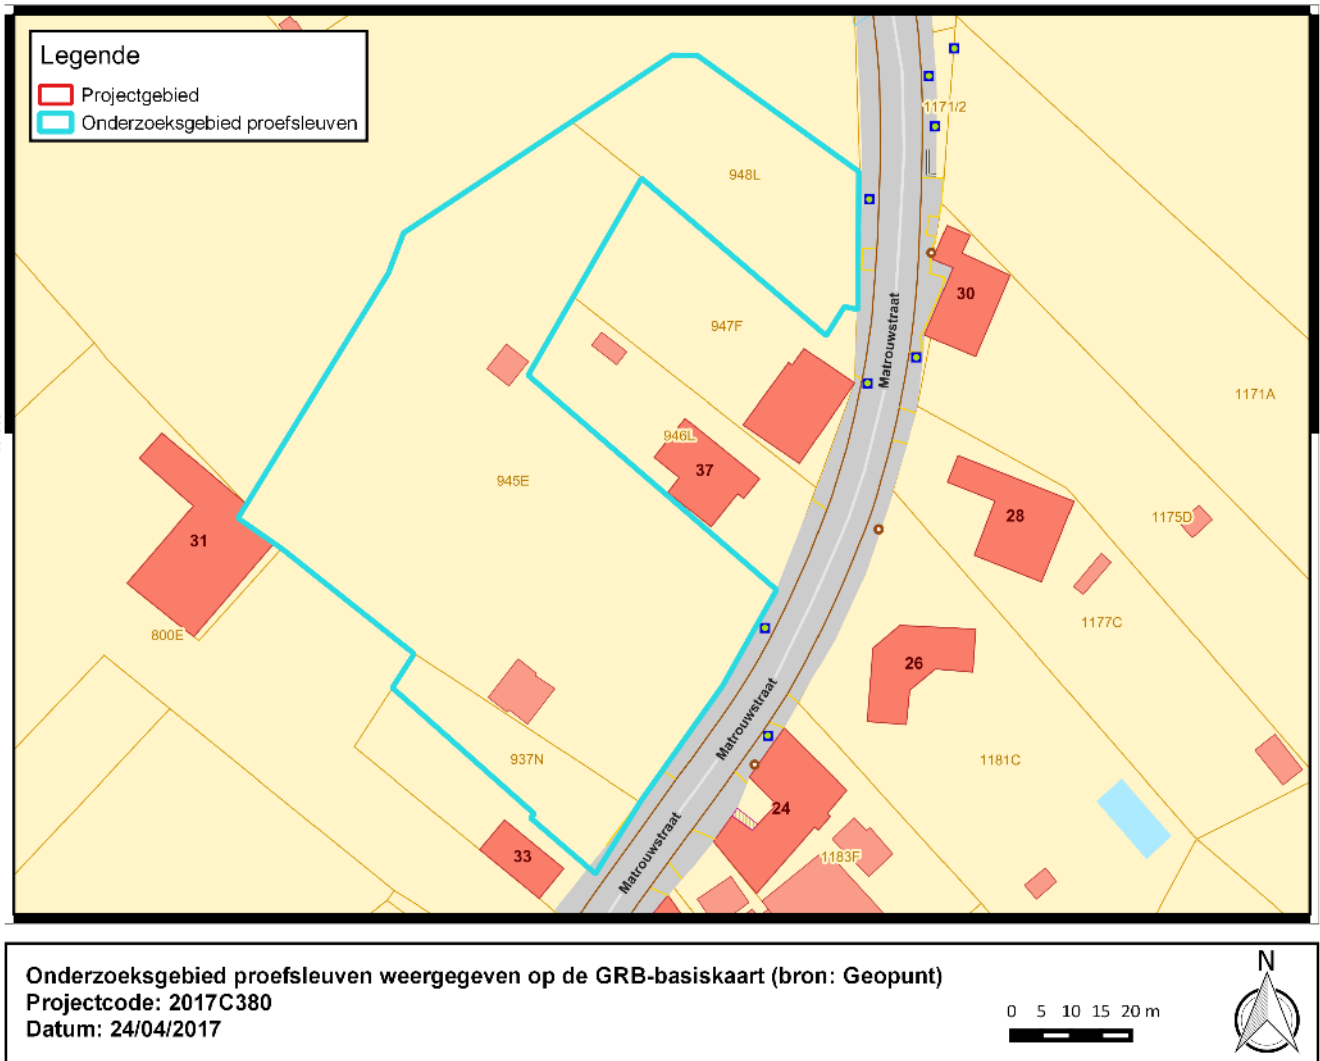 Legende
Projectgebied
Onderzoeksgebied proefsleuven
1171/2
948L
30
947F
Matrouwstraat
1171A
946L
37
945E
28
1175D
31
1177C
800E
26
Matrouwstraat
937N
1181C
24
Matrouwstraat
33
1183F
Onderzoeksgebied proefsleuven weergegeven op de GRB-basiskaart (bron: Geopunt)
Projectcode: 2017C380
Datum: 24/04/2017
0 5 10 15 20 m
N